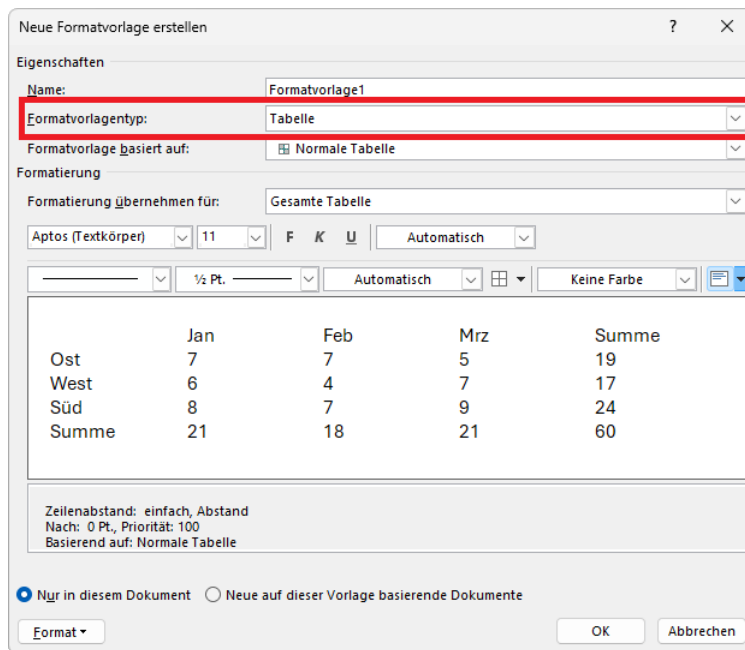 Neue Formatvorlage erstellen ?
Eigenschaften
Name: Formatvorlage1
Formatvorlagentyp: Tabelle
Formatvorlage basiert auf: Normale Tabelle
Formatierung
Formatierung übernehmen für: Gesamte Tabelle
Aptos (Textkörper) 11 F K U Automatisch
½ Pt. Automatisch Keine Farbe
Jan Feb Mrz Summe
Ost 7 7 5 19
West 6 4 7 17
Süd 8 7 9 24
Summe 21 18 21 60
Zeilenabstand: einfach, Abstand
Nach: 0 Pt., Priorität: 100
Basierend auf: Normale Tabelle
Nur in diesem Dokument Neue auf dieser Vorlage basierende Dokumente
Format OK Abbrechen